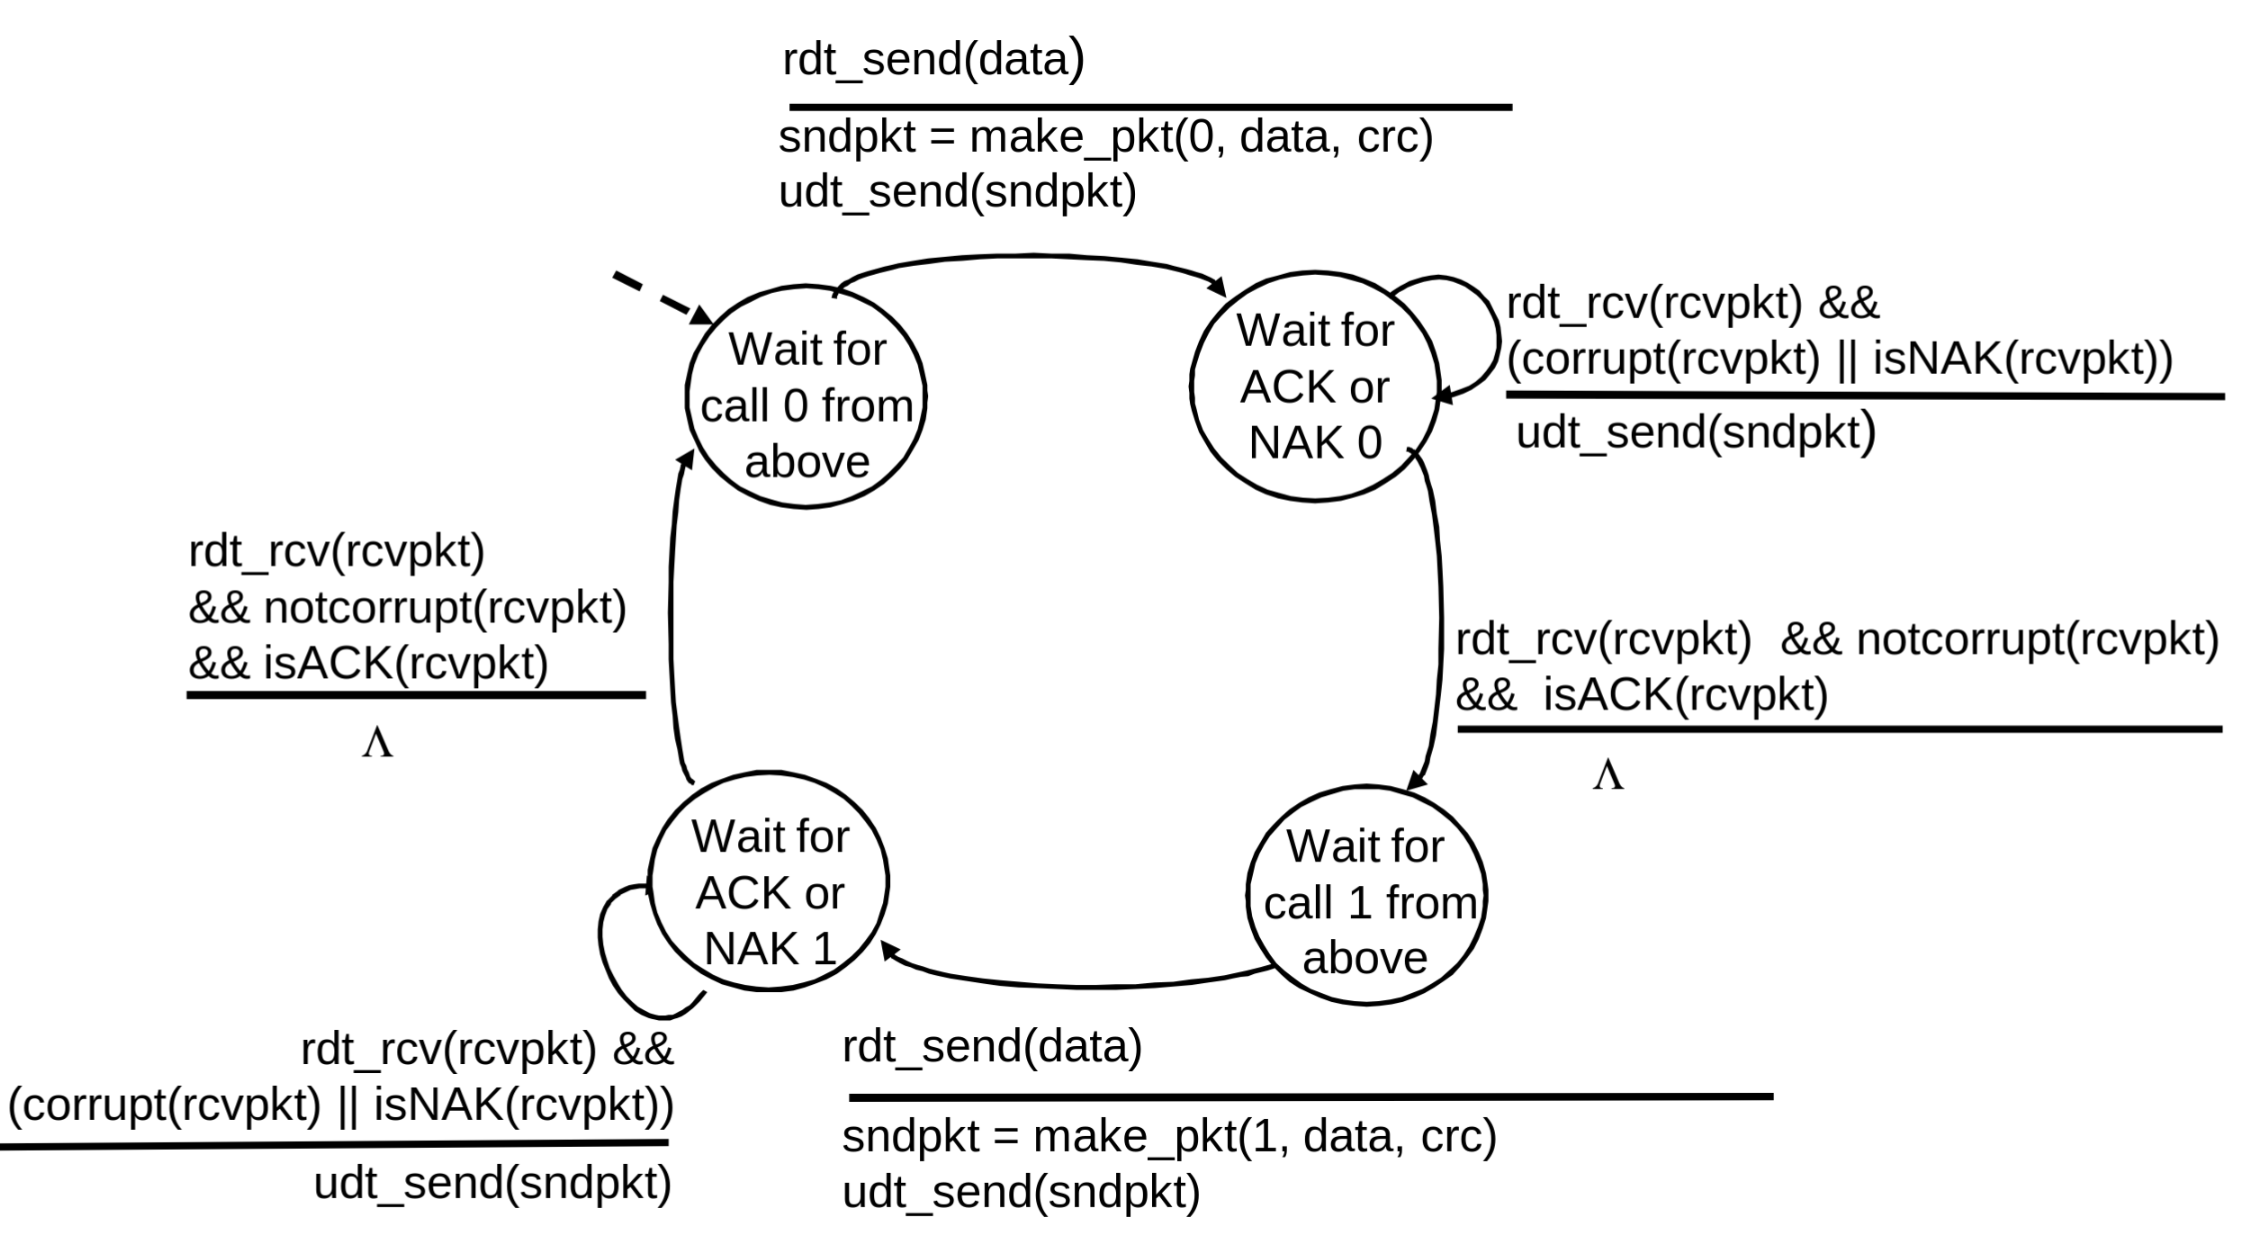 rdt_send(data)
sndpkt = make_pkt(0, data, crc)
udt_send(sndpkt)
Wait for
call 0 from
above
Wait for
ACK or
NAK 0
rdt_rcv(rcvpkt) &&
(corrupt(rcvpkt) || isNAK(rcvpkt))
udt_send(sndpkt)
rdt_rcv(rcvpkt)
&& notcorrupt(rcvpkt)
&& isACK(rcvpkt)
Λ
rdt_rcv(rcvpkt) && notcorrupt(rcvpkt)
&& isACK(rcvpkt)
Λ
Wait for
ACK or
NAK 1
Wait for
call 1 from
above
rdt_rcv(rcvpkt) &&
(corrupt(rcvpkt) || isNAK(rcvpkt))
udt_send(sndpkt)
rdt_send(data)
sndpkt = make_pkt(1, data, crc)
udt_send(sndpkt)